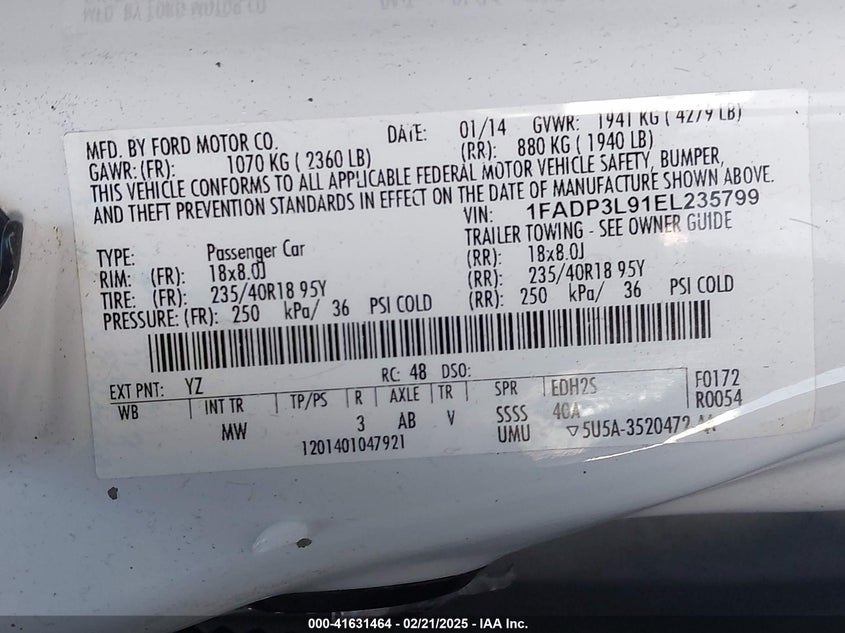 MFD. BY FORD MOTOR CO. DATE: 01/14 GVWR: 1941 KG ( 4279 LB)
GAWR: (FR): 1070 KG ( 2360 LB) (RR): 880 KG ( 1940 LB)
THIS VEHICLE CONFORMS TO ALL APPLICABLE FEDERAL MOTOR VEHICLE SAFETY, BUMPER,
AND THEFT PREVENTION STANDARDS IN EFFECT ON THE DATE OF MANUFACTURE SHOWN ABOVE.
VIN: 1FADP3L91EL235799
TYPE: Passenger Car TRAILER TOWING - SEE OWNER GUIDE
RIM: (FR): 18x8.0J (RR): 18x8.0J
TIRE: (FR): 235/40R18 95Y (RR): 235/40R18 95Y
PRESSURE: (FR): 250 kPa/ 36 PSI COLD (RR): 250 kPa/ 36 PSI COLD
EXT PNT: YZ RC: 48 DSO:
WB INT TR TP/PS R AXLE TR SPR EDH2S F0172
MW 3 AB V SSSS 40A R0054
1201401047921 UMU ▽5U5A-3520472
000-41631464 - 02/21/2025 - IAA Inc.